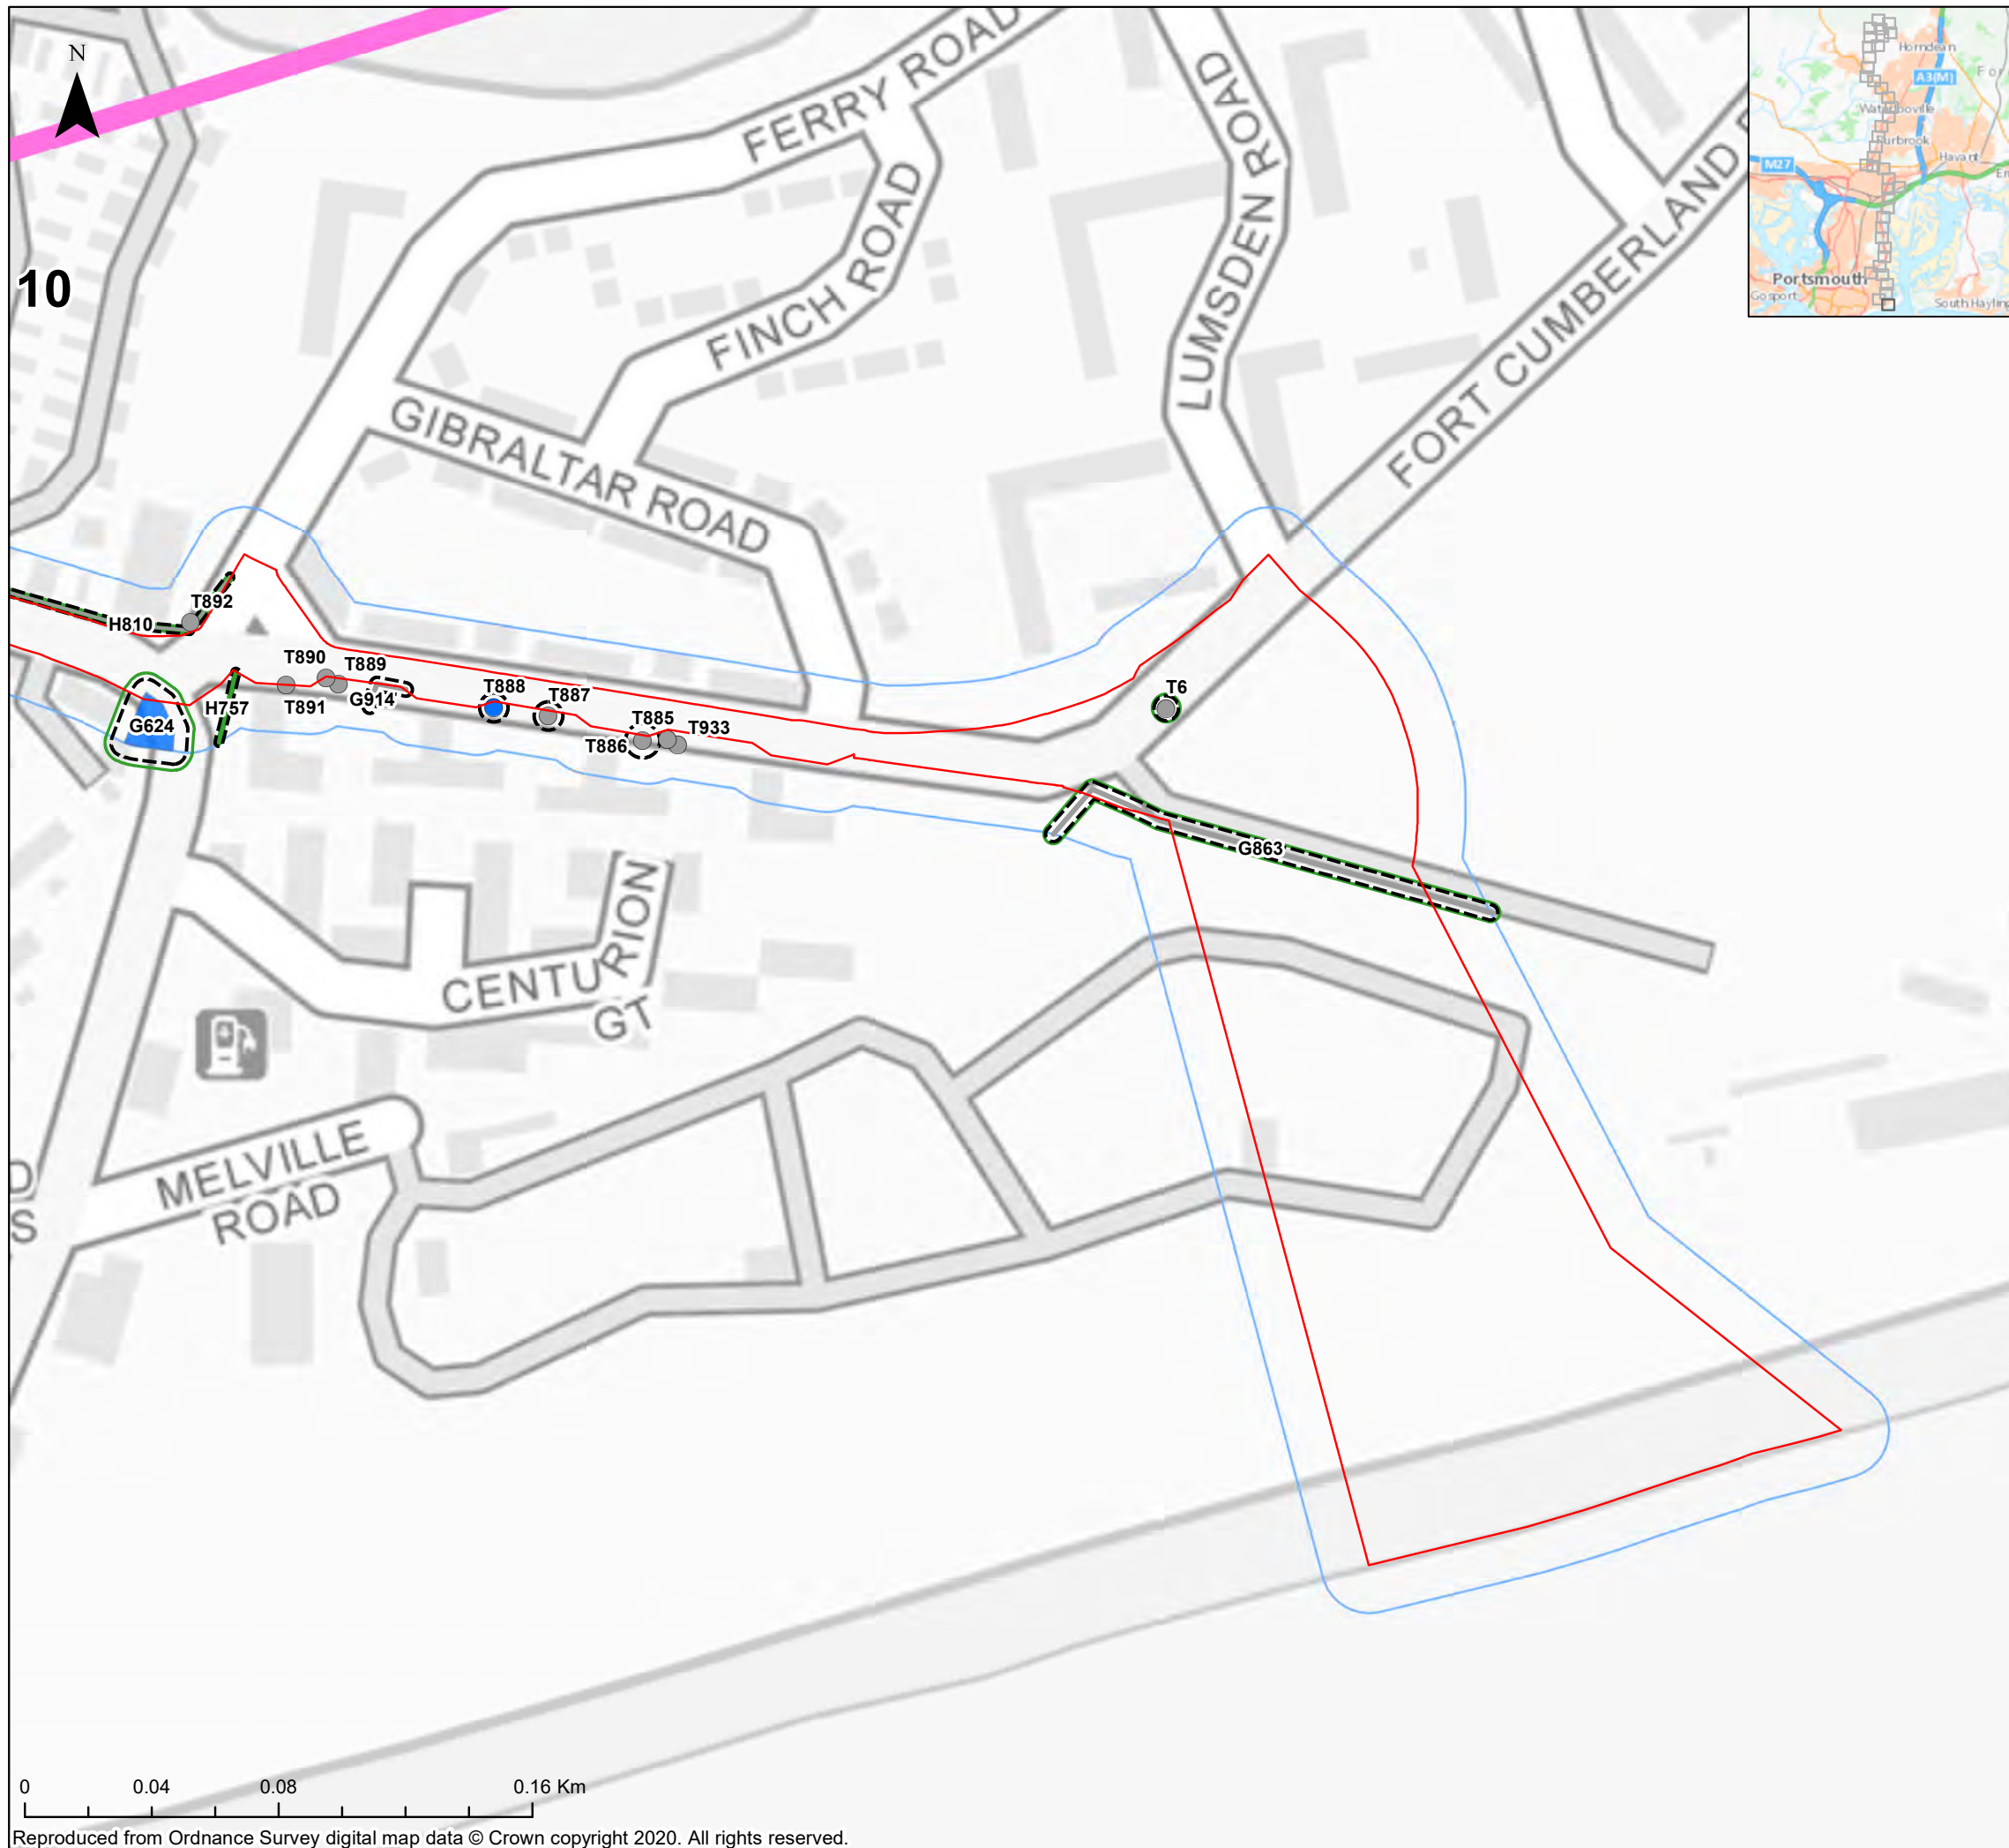 N
10
FERRY ROAD
FINCH ROAD
GIBRALTAR ROAD
LUMSDEN ROAD
FORT CUMBERLAND
Horndean
A3(M)
Waterlooville
Purbrook
M27
Havant
Portsmouth
Gosport
South Hayling
T892
H810
T890
T889
T891
G914
T888
T887
T885
T933
T886
T6
G624
H757
G863
CENTURION
GT
MELVILLE
ROAD
D
S
0 0.04 0.08 0.16 Km
Reproduced from Ordnance Survey digital map data © Crown copyright 2020. All rights reserved.